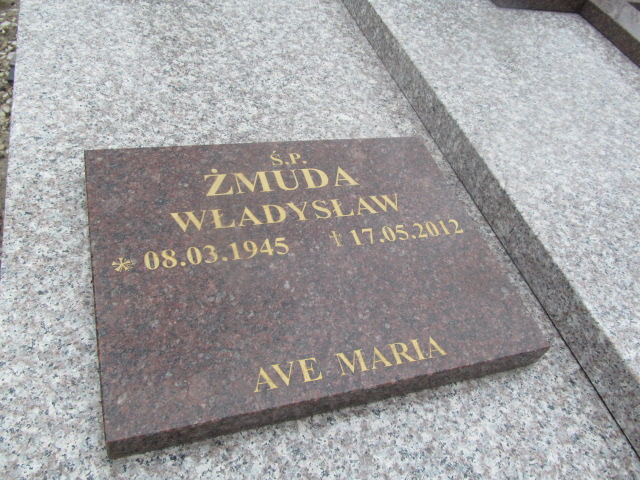 Ś.P.
ŻMUDA
WŁADYSŁAW
* 08.03.1945 † 17.05.2012
AVE MARIA